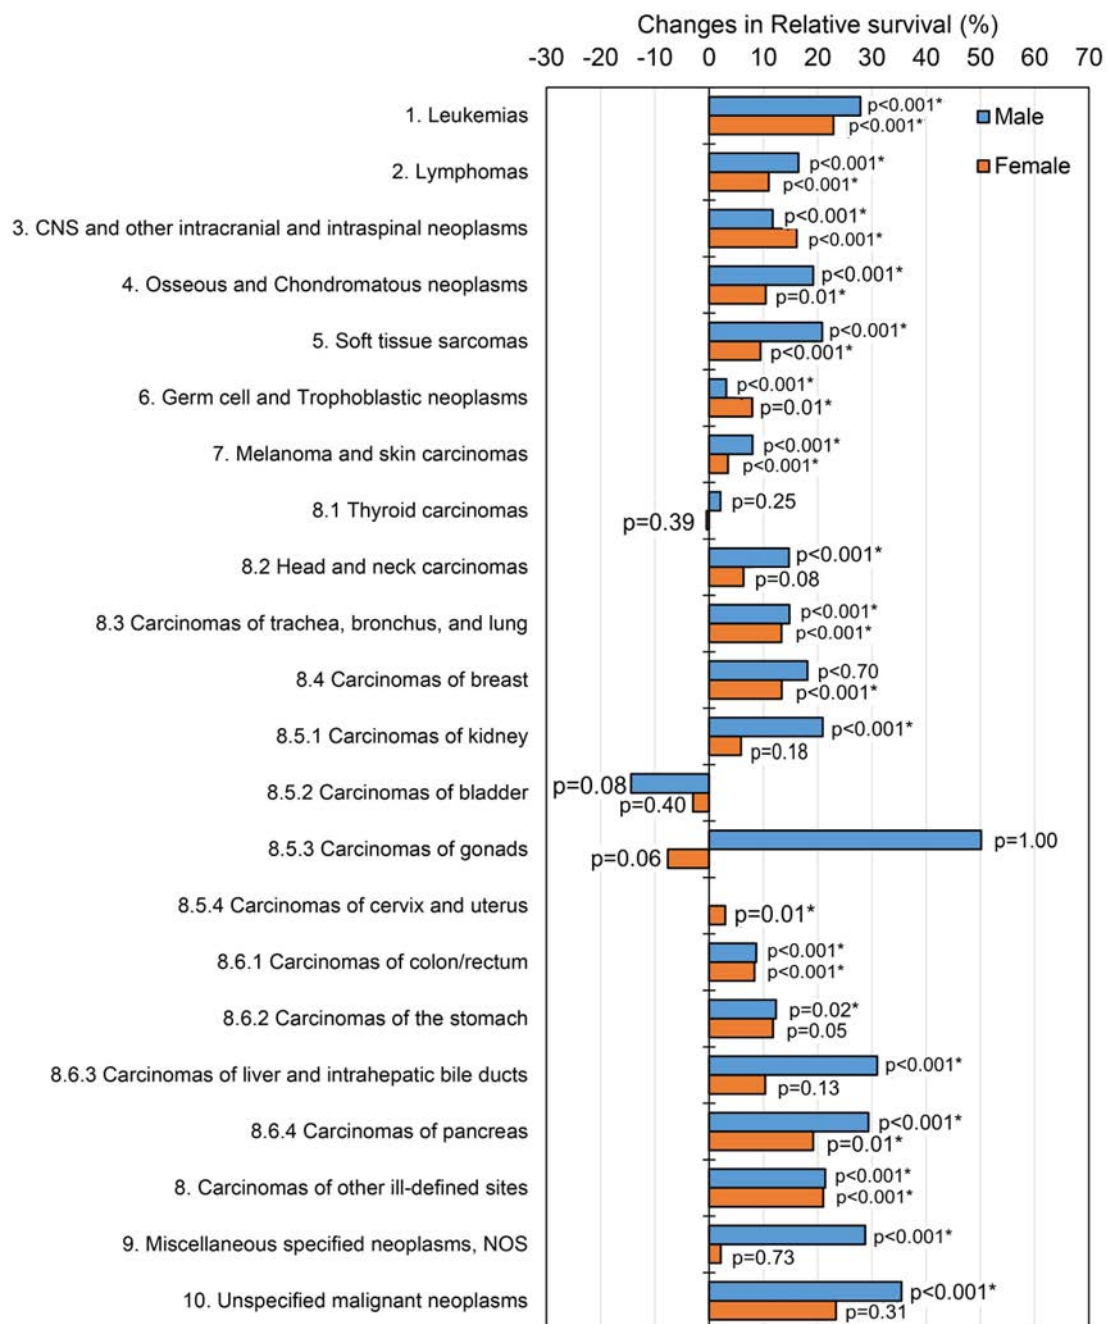 Changes in Relative survival (%)
-30 -20 -10 0 10 20 30 40 50 60 70
Male
Female
1. Leukemias
p<0.001*
p<0.001*
2. Lymphomas
p<0.001*
p<0.001*
3. CNS and other intracranial and intraspinal neoplasms
p<0.001*
p<0.001*
4. Osseous and Chondromatous neoplasms
p<0.001*
p=0.01*
5. Soft tissue sarcomas
p<0.001*
p<0.001*
6. Germ cell and Trophoblastic neoplasms
p<0.001*
p=0.01*
7. Melanoma and skin carcinomas
p<0.001*
p<0.001*
8.1 Thyroid carcinomas
p=0.25
p=0.39
8.2 Head and neck carcinomas
p<0.001*
p=0.08
8.3 Carcinomas of trachea, bronchus, and lung
p<0.001*
p<0.001*
8.4 Carcinomas of breast
p<0.70
p<0.001*
8.5.1 Carcinomas of kidney
p<0.001*
p=0.18
8.5.2 Carcinomas of bladder
p=0.08
p=0.40
8.5.3 Carcinomas of gonads
p=1.00
p=0.06
8.5.4 Carcinomas of cervix and uterus
p=0.01*
8.6.1 Carcinomas of colon/rectum
p<0.001*
p<0.001*
8.6.2 Carcinomas of the stomach
p=0.02*
p=0.05
8.6.3 Carcinomas of liver and intrahepatic bile ducts
p<0.001*
p=0.13
8.6.4 Carcinomas of pancreas
p<0.001*
p=0.01*
8. Carcinomas of other ill-defined sites
p<0.001*
p<0.001*
9. Miscellaneous specified neoplasms, NOS
p<0.001*
p=0.73
10. Unspecified malignant neoplasms
p<0.001*
p=0.31